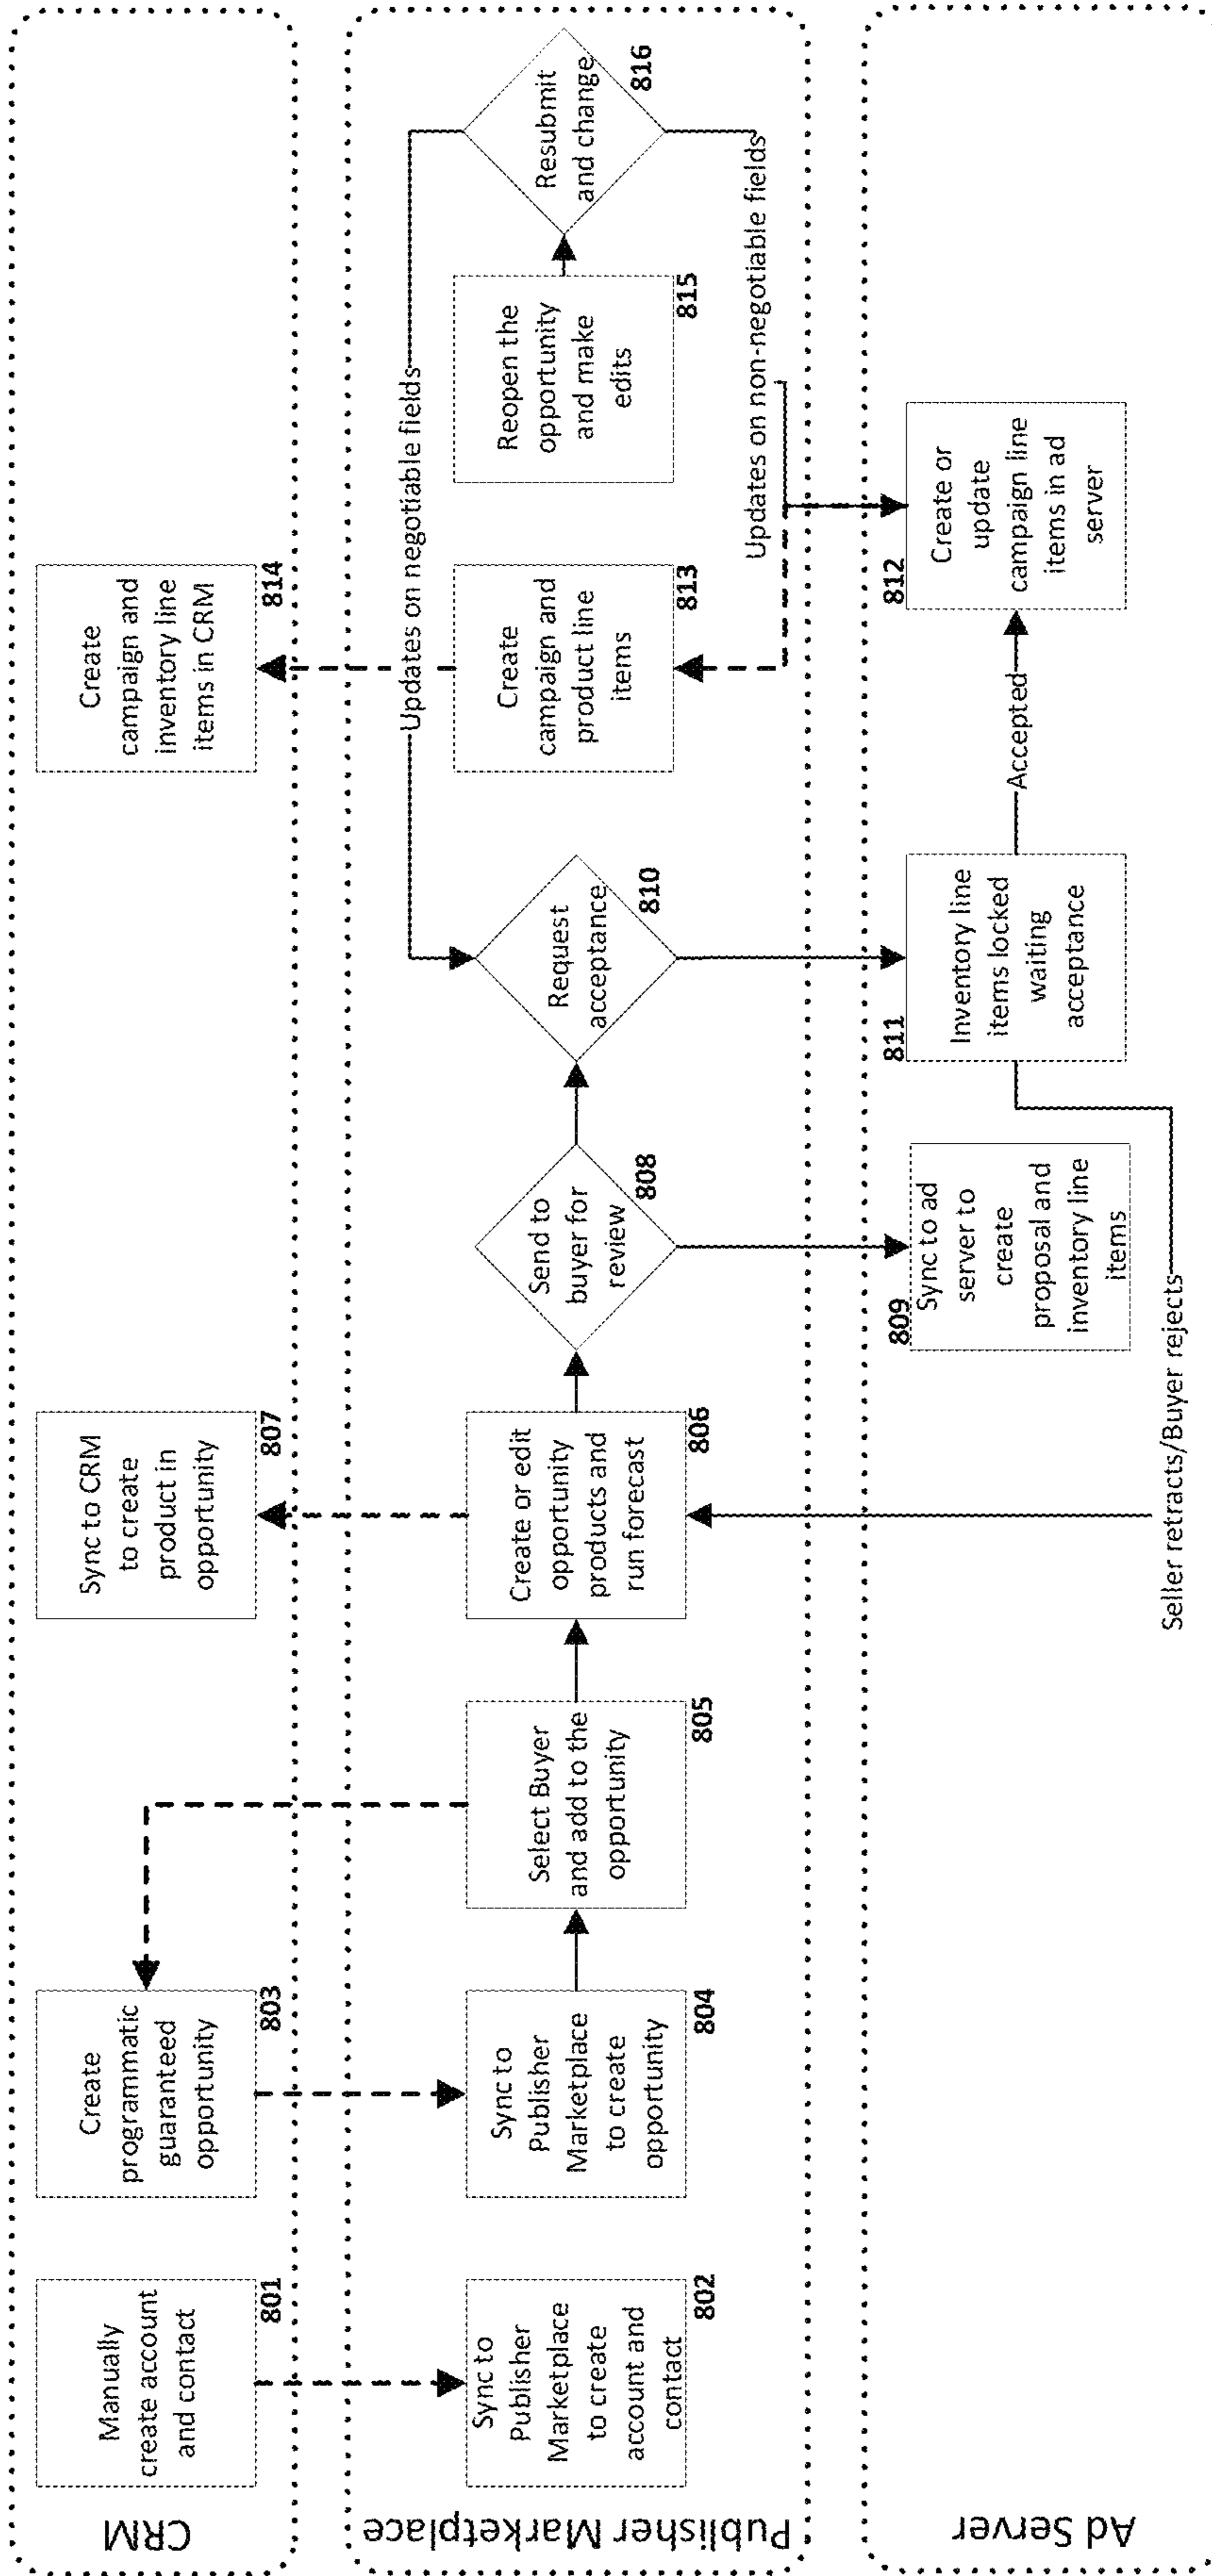 CRM
Manually
create account
and contact
801
Create
programmatic
guaranteed
opportunity
803
Sync to CRM
to create
product in
opportunity
807
Create
campaign and
inventory line
items in CRM
814
Publisher Marketplace
Sync to
Publisher
Marketplace
to create
account and
contact
802
Sync to
Publisher
Marketplace
to create
opportunity
804
Select Buyer
and add to the
opportunity
805
Create or edit
opportunity
products and
run forecast
806
Send to
buyer for
review
808
Request
acceptance
810
Updates on negotiable fields
Create
campaign and
product line
items
813
Reopen the
opportunity
and make
edits
815
Resubmit
and change
816
Updates on non-negotiable fields
Ad Server
809
Sync to ad
server to
create
proposal and
inventory line
items
811
Inventory line
items locked
waiting
acceptance
Accepted
812
Create or
update
campaign line
items in ad
server
Seller retracts/Buyer rejects